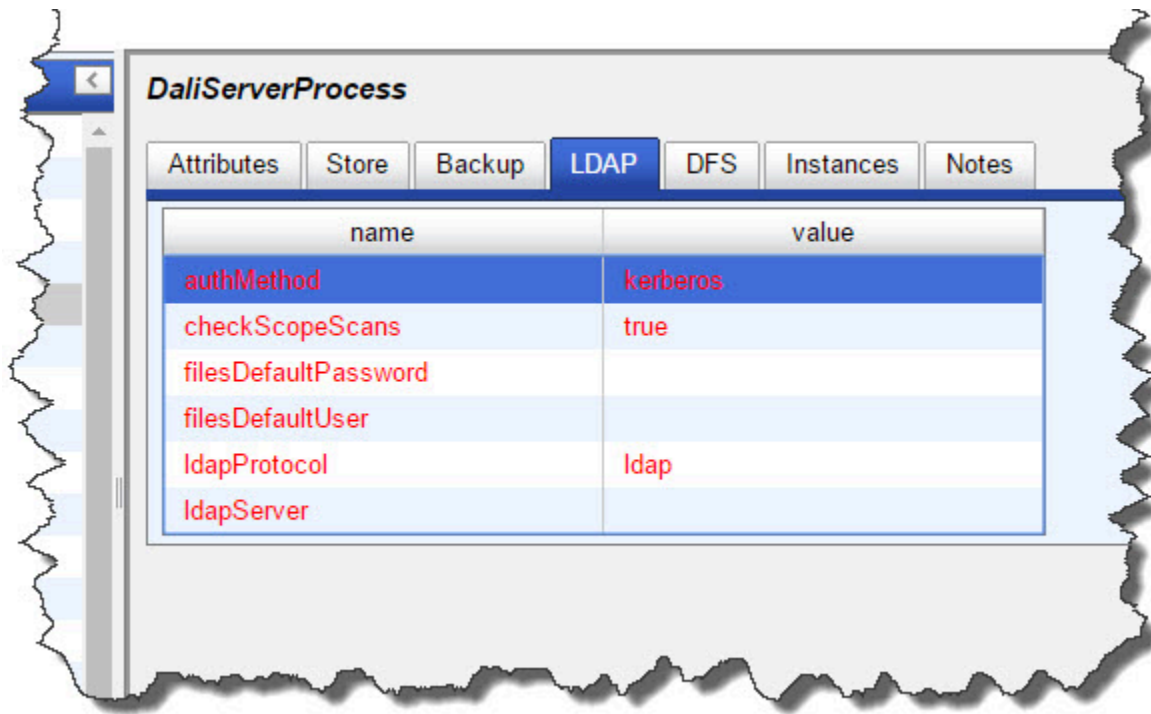 DaliServerProcess
Attributes Store Backup LDAP DFS Instances Notes
name value
authMethod kerberos
checkScopeScans true
filesDefaultPassword
filesDefaultUser
ldapProtocol ldap
ldapServer